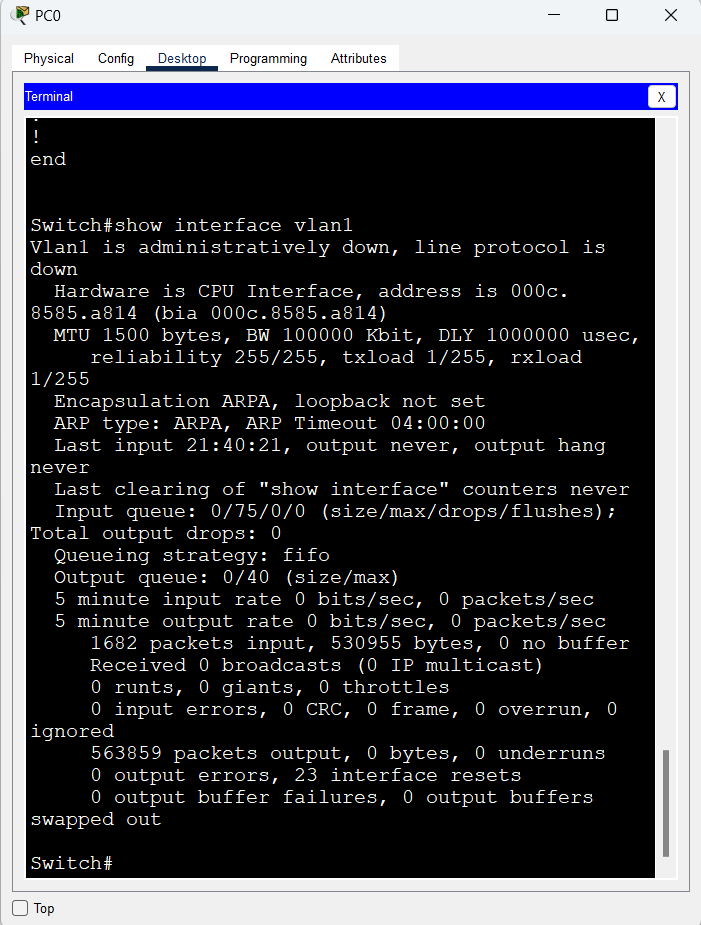 PC0
Physical Config Desktop Programming Attributes
Terminal X
!
!
end
Switch#show interface vlan1
Vlan1 is administratively down, line protocol is
down
Hardware is CPU Interface, address is 000c.
8585.a814 (bia 000c.8585.a814)
MTU 1500 bytes, BW 100000 Kbit, DLY 1000000 usec,
reliability 255/255, txload 1/255, rxload
1/255
Encapsulation ARPA, loopback not set
ARP type: ARPA, ARP Timeout 04:00:00
Last input 21:40:21, output never, output hang
never
Last clearing of "show interface" counters never
Input queue: 0/75/0/0 (size/max/drops/flushes);
Total output drops: 0
Queueing strategy: fifo
Output queue: 0/40 (size/max)
5 minute input rate 0 bits/sec, 0 packets/sec
5 minute output rate 0 bits/sec, 0 packets/sec
1682 packets input, 530955 bytes, 0 no buffer
Received 0 broadcasts (0 IP multicast)
0 runts, 0 giants, 0 throttles
0 input errors, 0 CRC, 0 frame, 0 overrun, 0
ignored
563859 packets output, 0 bytes, 0 underruns
0 output errors, 23 interface resets
0 output buffer failures, 0 output buffers
swapped out
Switch#
Top